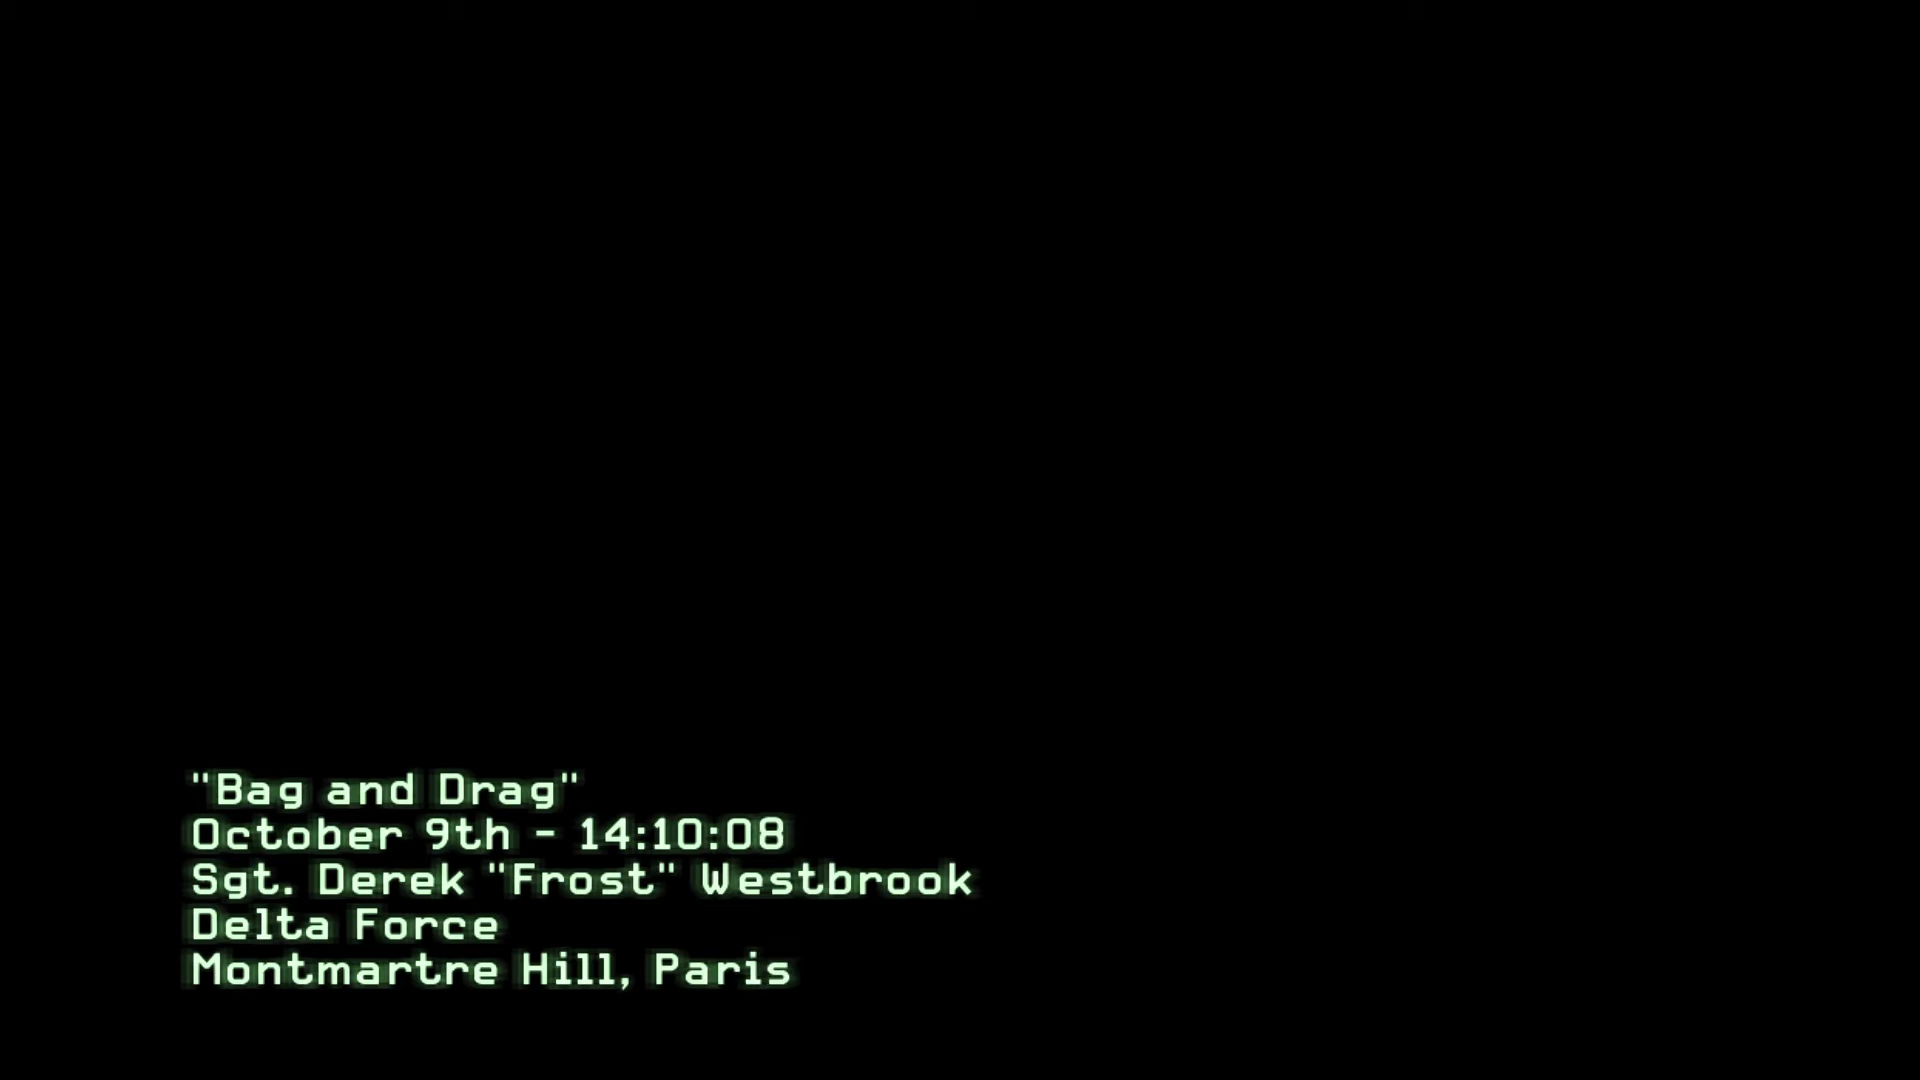 "Bag and Drag"
October 9th - 14:10:08
Sgt. Derek "Frost" Westbrook
Delta Force
Montmartre Hill, Paris